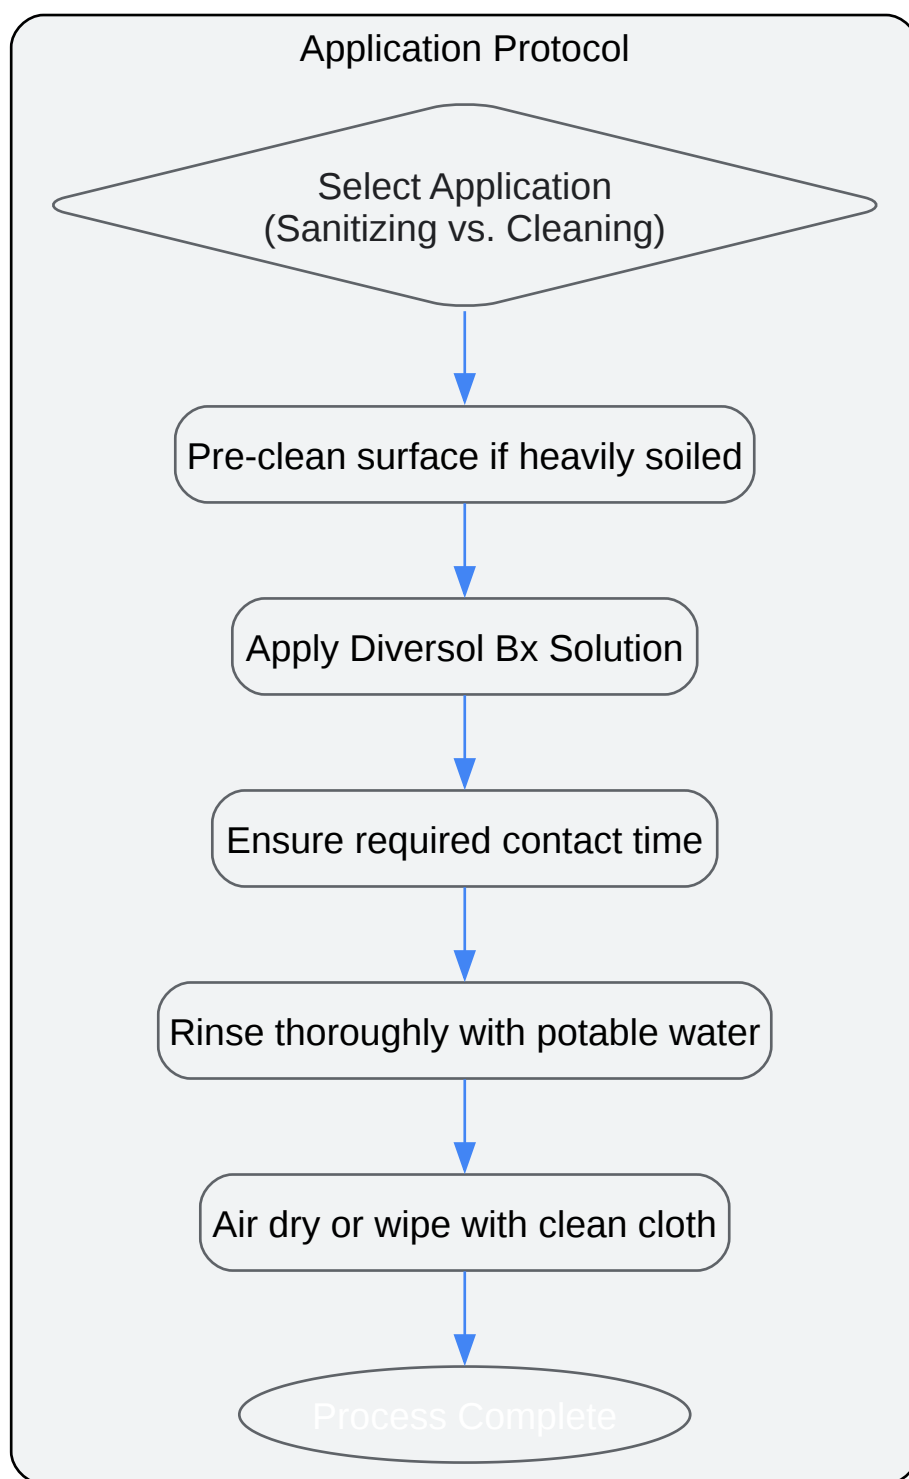 Application Protocol
Select Application
(Sanitizing vs. Cleaning)
Pre-clean surface if heavily soiled
Apply Diversol Bx Solution
Ensure required contact time
Rinse thoroughly with potable water
Air dry or wipe with clean cloth
Process Complete